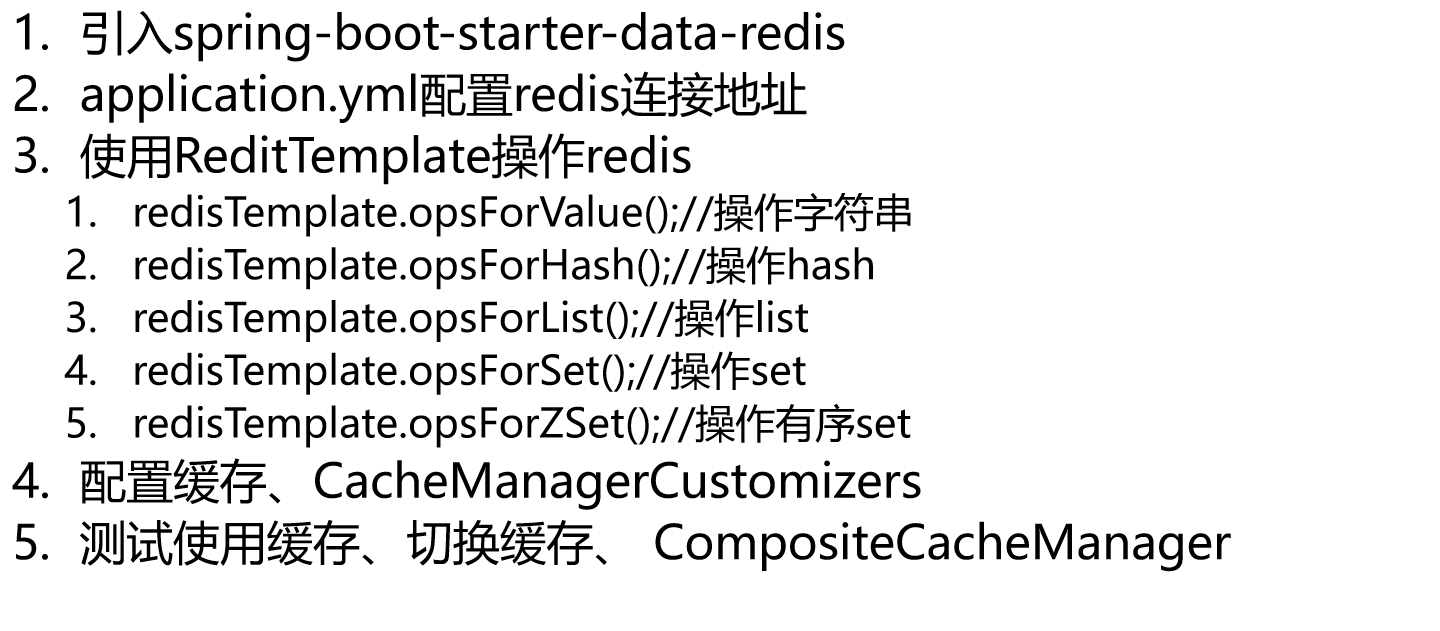 1. 引入spring-boot-starter-data-redis
2. application.yml配置redis连接地址
3. 使用ReditTemplate操作redis
1. redisTemplate.opsForValue();//操作字符串
2. redisTemplate.opsForHash();//操作hash
3. redisTemplate.opsForList();//操作list
4. redisTemplate.opsForSet();//操作set
5. redisTemplate.opsForZSet();//操作有序set
4. 配置缓存、CacheManagerCustomizers
5. 测试使用缓存、切换缓存、 CompositeCacheManager